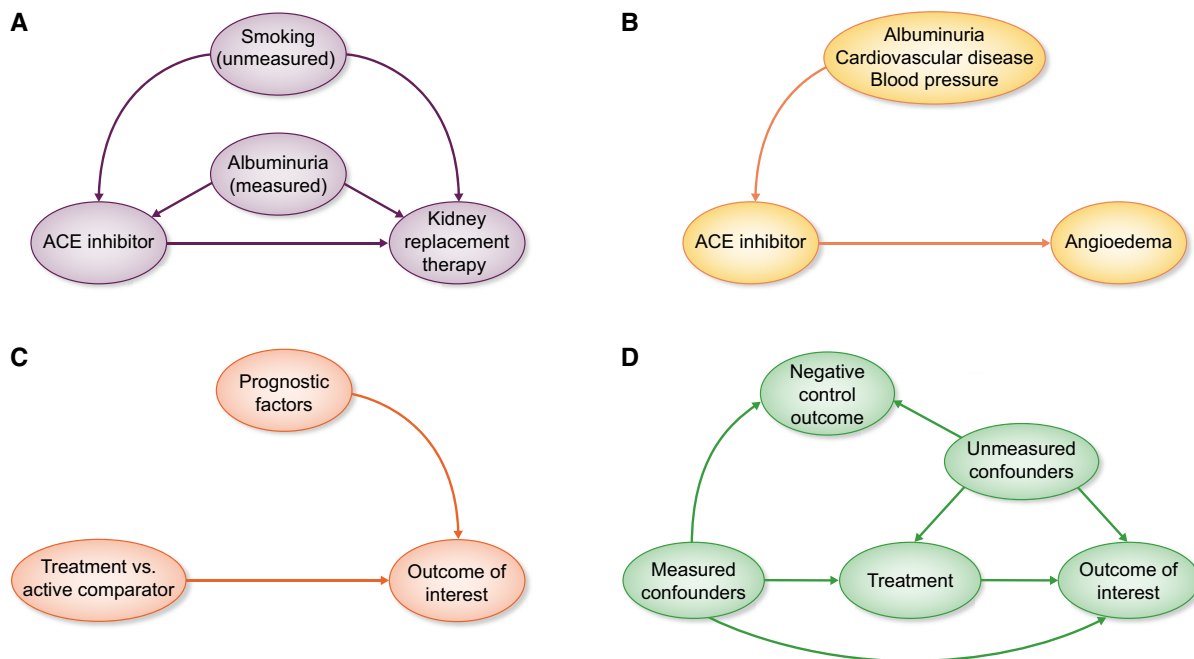 A
Smoking
(unmeasured)
Albuminuria
(measured)
ACE inhibitor
Kidney
replacement
therapy
B
Albuminuria
Cardiovascular disease
Blood pressure
ACE inhibitor
Angioedema
C
Prognostic
factors
Treatment vs.
active comparator
Outcome of
interest
D
Negative
control
outcome
Unmeasured
confounders
Measured
confounders
Treatment
Outcome of
interest